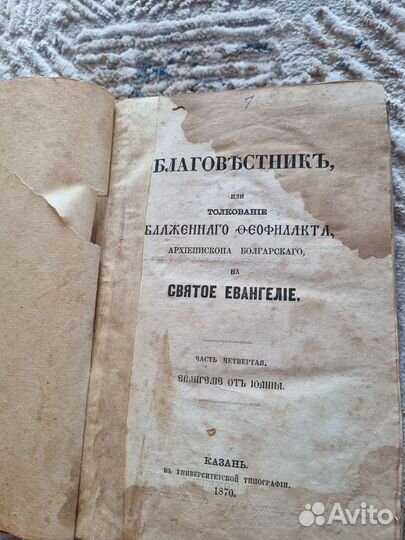 7
БЛАГОВѢСТНИКЪ,
или
ТОЛКОВАНІЕ
БЛАЖЕННАГО ѲЕОФИЛАКТА,
АРХІЕПИСКОПА БОЛГАРСКАГО,
НА
СВЯТОЕ ЕВАНГЕЛІЕ.
ЧАСТЬ ЧЕТВЕРТАЯ.
ЕВАНГЕЛІЕ ОТЪ ІОАННА.
КАЗАНЬ.
ВЪ УНИВЕРСИТЕТСКОЙ ТИПОГРАФІИ.
1870.
Avito